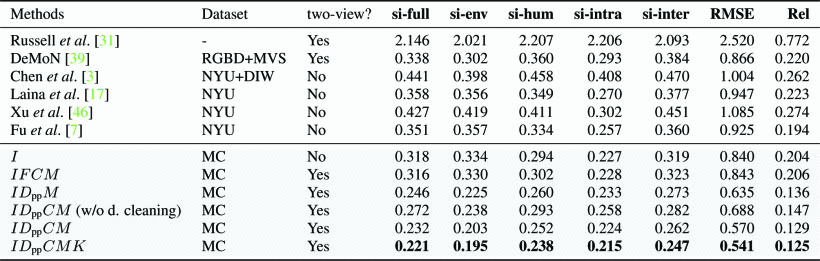 Methods Dataset two-view? si-full si-env si-hum si-intra si-inter RMSE Rel
Russell et al. [31] - Yes 2.146 2.021 2.207 2.206 2.093 2.520 0.772
DeMoN [39] RGBD+MVS Yes 0.338 0.302 0.360 0.293 0.384 0.866 0.220
Chen et al. [3] NYU+DIW No 0.441 0.398 0.458 0.408 0.470 1.004 0.262
Laina et al. [17] NYU No 0.358 0.356 0.349 0.270 0.377 0.947 0.223
Xu et al. [46] NYU No 0.427 0.419 0.411 0.302 0.451 1.085 0.274
Fu et al. [7] NYU No 0.351 0.357 0.334 0.257 0.360 0.925 0.194
I MC No 0.318 0.334 0.294 0.227 0.319 0.840 0.204
IFCM MC Yes 0.316 0.330 0.302 0.228 0.323 0.843 0.206
IDppM MC Yes 0.246 0.225 0.260 0.233 0.273 0.635 0.136
IDppCM (w/o d. cleaning) MC Yes 0.272 0.238 0.293 0.258 0.282 0.688 0.147
IDppCM MC Yes 0.232 0.203 0.252 0.224 0.262 0.570 0.129
IDppCMK MC Yes 0.221 0.195 0.238 0.215 0.247 0.541 0.125